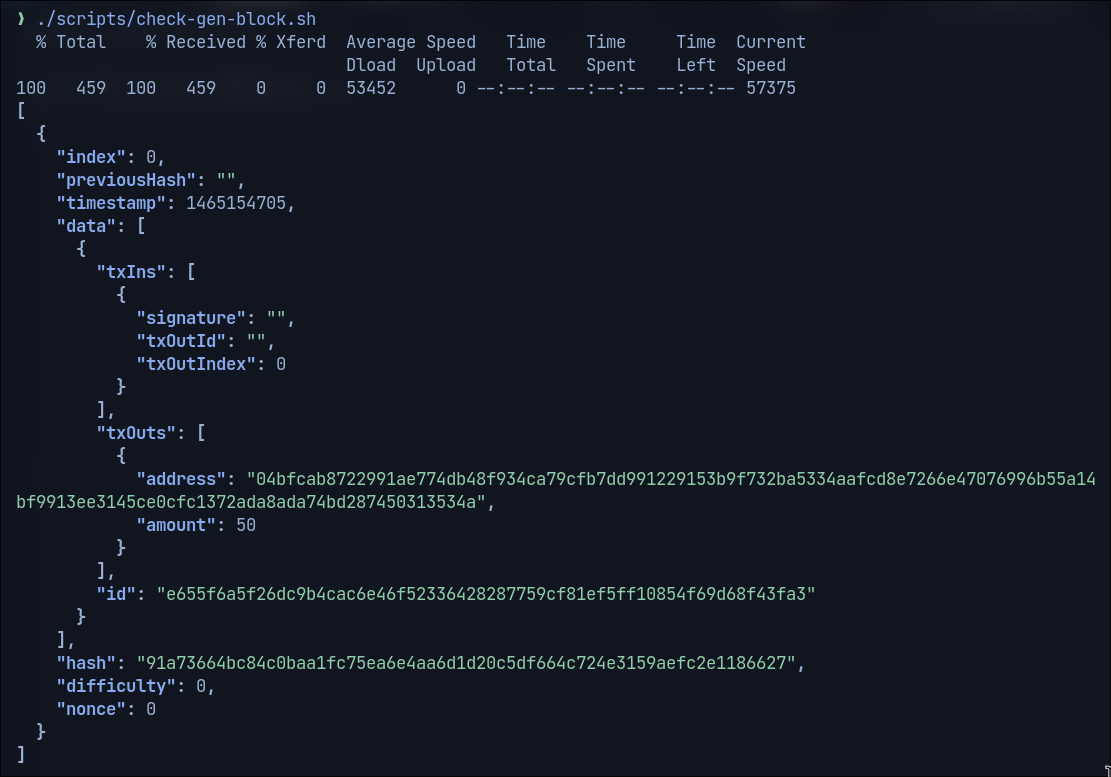 ❯ ./scripts/check-gen-block.sh
  % Total    % Received % Xferd  Average Speed   Time    Time     Time  Current
                                 Dload  Upload   Total   Spent    Left  Speed
100   459  100   459    0     0  53452      0 --:--:-- --:--:-- --:--:-- 57375
[
  {
    "index": 0,
    "previousHash": "",
    "timestamp": 1465154705,
    "data": [
      {
        "txIns": [
          {
            "signature": "",
            "txOutId": "",
            "txOutIndex": 0
          }
        ],
        "txOuts": [
          {
            "address": "04bfcab8722991ae774db48f934ca79cfb7dd991229153b9f732ba5334aafcd8e7266e47076996b55a14
bf9913ee3145ce0cfc1372ada8ada74bd287450313534a",
            "amount": 50
          }
        ],
        "id": "e655f6a5f26dc9b4cac6e46f52336428287759cf81ef5ff10854f69d68f43fa3"
      }
    ],
    "hash": "91a73664bc84c0baa1fc75ea6e4aa6d1d20c5df664c724e3159aefc2e1186627",
    "difficulty": 0,
    "nonce": 0
  }
]